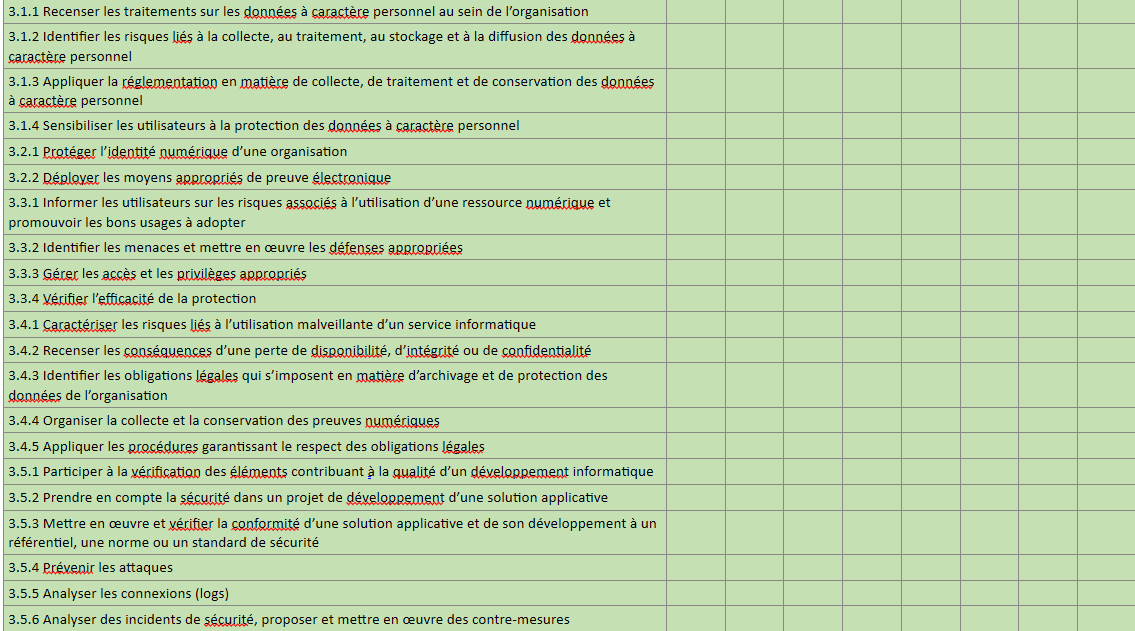 3.1.1 Recenser les traitements sur les données à caractère personnel au sein de l’organisation
3.1.2 Identifier les risques liés à la collecte, au traitement, au stockage et à la diffusion des données à
caractère personnel
3.1.3 Appliquer la réglementation en matière de collecte, de traitement et de conservation des données
à caractère personnel
3.1.4 Sensibiliser les utilisateurs à la protection des données à caractère personnel
3.2.1 Protéger l’identité numérique d’une organisation
3.2.2 Déployer les moyens appropriés de preuve électronique
3.3.1 Informer les utilisateurs sur les risques associés à l’utilisation d’une ressource numérique et
promouvoir les bons usages à adopter
3.3.2 Identifier les menaces et mettre en œuvre les défenses appropriées
3.3.3 Gérer les accès et les privilèges appropriés
3.3.4 Vérifier l’efficacité de la protection
3.4.1 Caractériser les risques liés à l’utilisation malveillante d’un service informatique
3.4.2 Recenser les conséquences d’une perte de disponibilité, d’intégrité ou de confidentialité
3.4.3 Identifier les obligations légales qui s’imposent en matière d’archivage et de protection des
données de l’organisation
3.4.4 Organiser la collecte et la conservation des preuves numériques
3.4.5 Appliquer les procédures garantissant le respect des obligations légales
3.5.1 Participer à la vérification des éléments contribuant à la qualité d’un développement informatique
3.5.2 Prendre en compte la sécurité dans un projet de développement d’une solution applicative
3.5.3 Mettre en œuvre et vérifier la conformité d’une solution applicative et de son développement à un
référentiel, une norme ou un standard de sécurité
3.5.4 Prévenir les attaques
3.5.5 Analyser les connexions (logs)
3.5.6 Analyser des incidents de sécurité, proposer et mettre en œuvre des contre-mesures